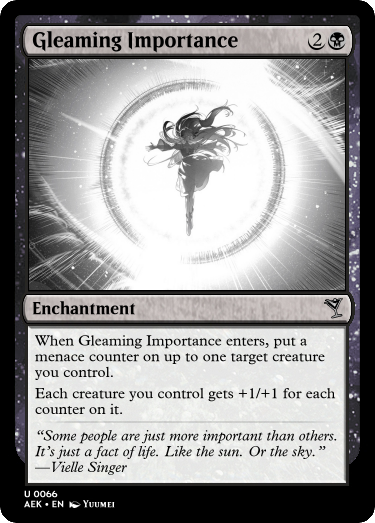 Gleaming Importance 2
Enchantment
When Gleaming Importance enters, put a
menace counter on up to one target creature
you control.
Each creature you control gets +1/+1 for each
counter on it.
“Some people are just more important than others.
It’s just a fact of life. Like the sun. Or the sky.”
—Vielle Singer
U 0066
AEK • EN Yuumei